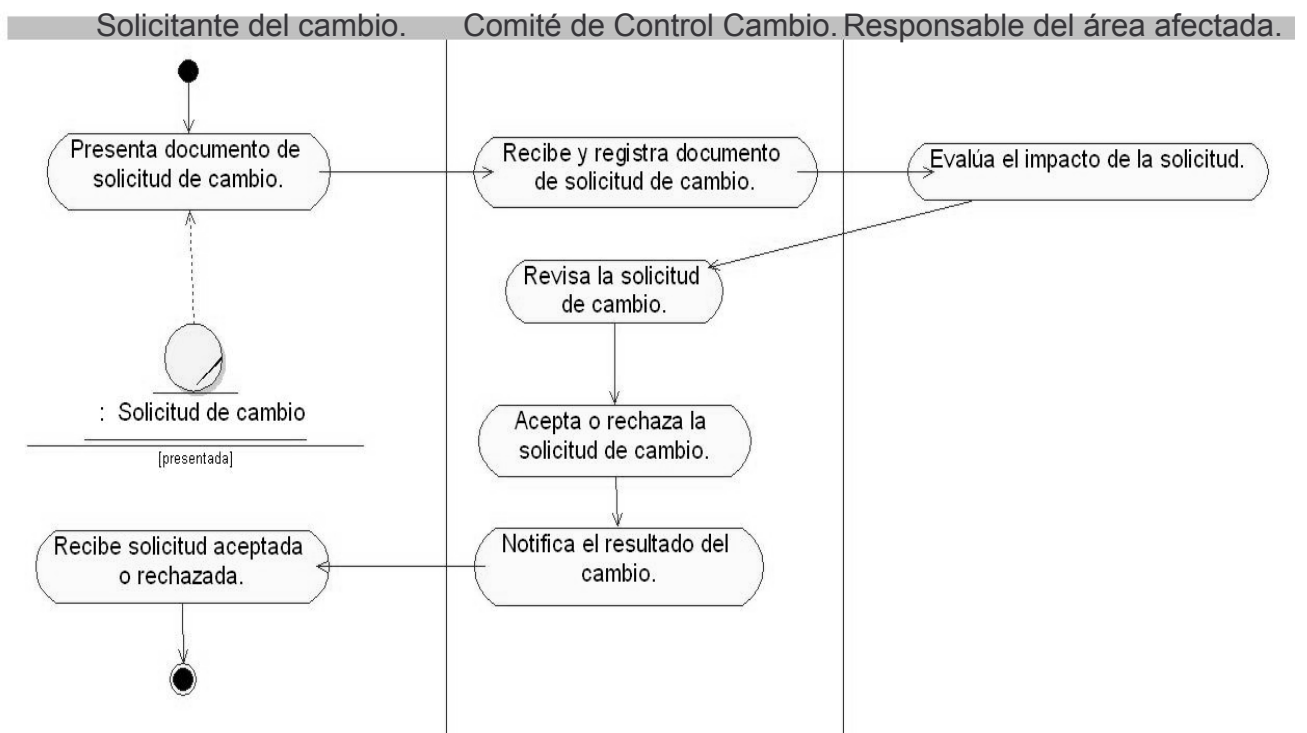 Solicitante del cambio.
Comité de Control Cambio.
Responsable del área afectada.
Presenta documento de
solicitud de cambio.
Recibe y registra documento
de solicitud de cambio.
Evalúa el impacto de la solicitud.
Revisa la solicitud
de cambio.
: Solicitud de cambio
[presentada]
Acepta o rechaza la
solicitud de cambio.
Notifica el resultado del
cambio.
Recibe solicitud aceptada
o rechazada.